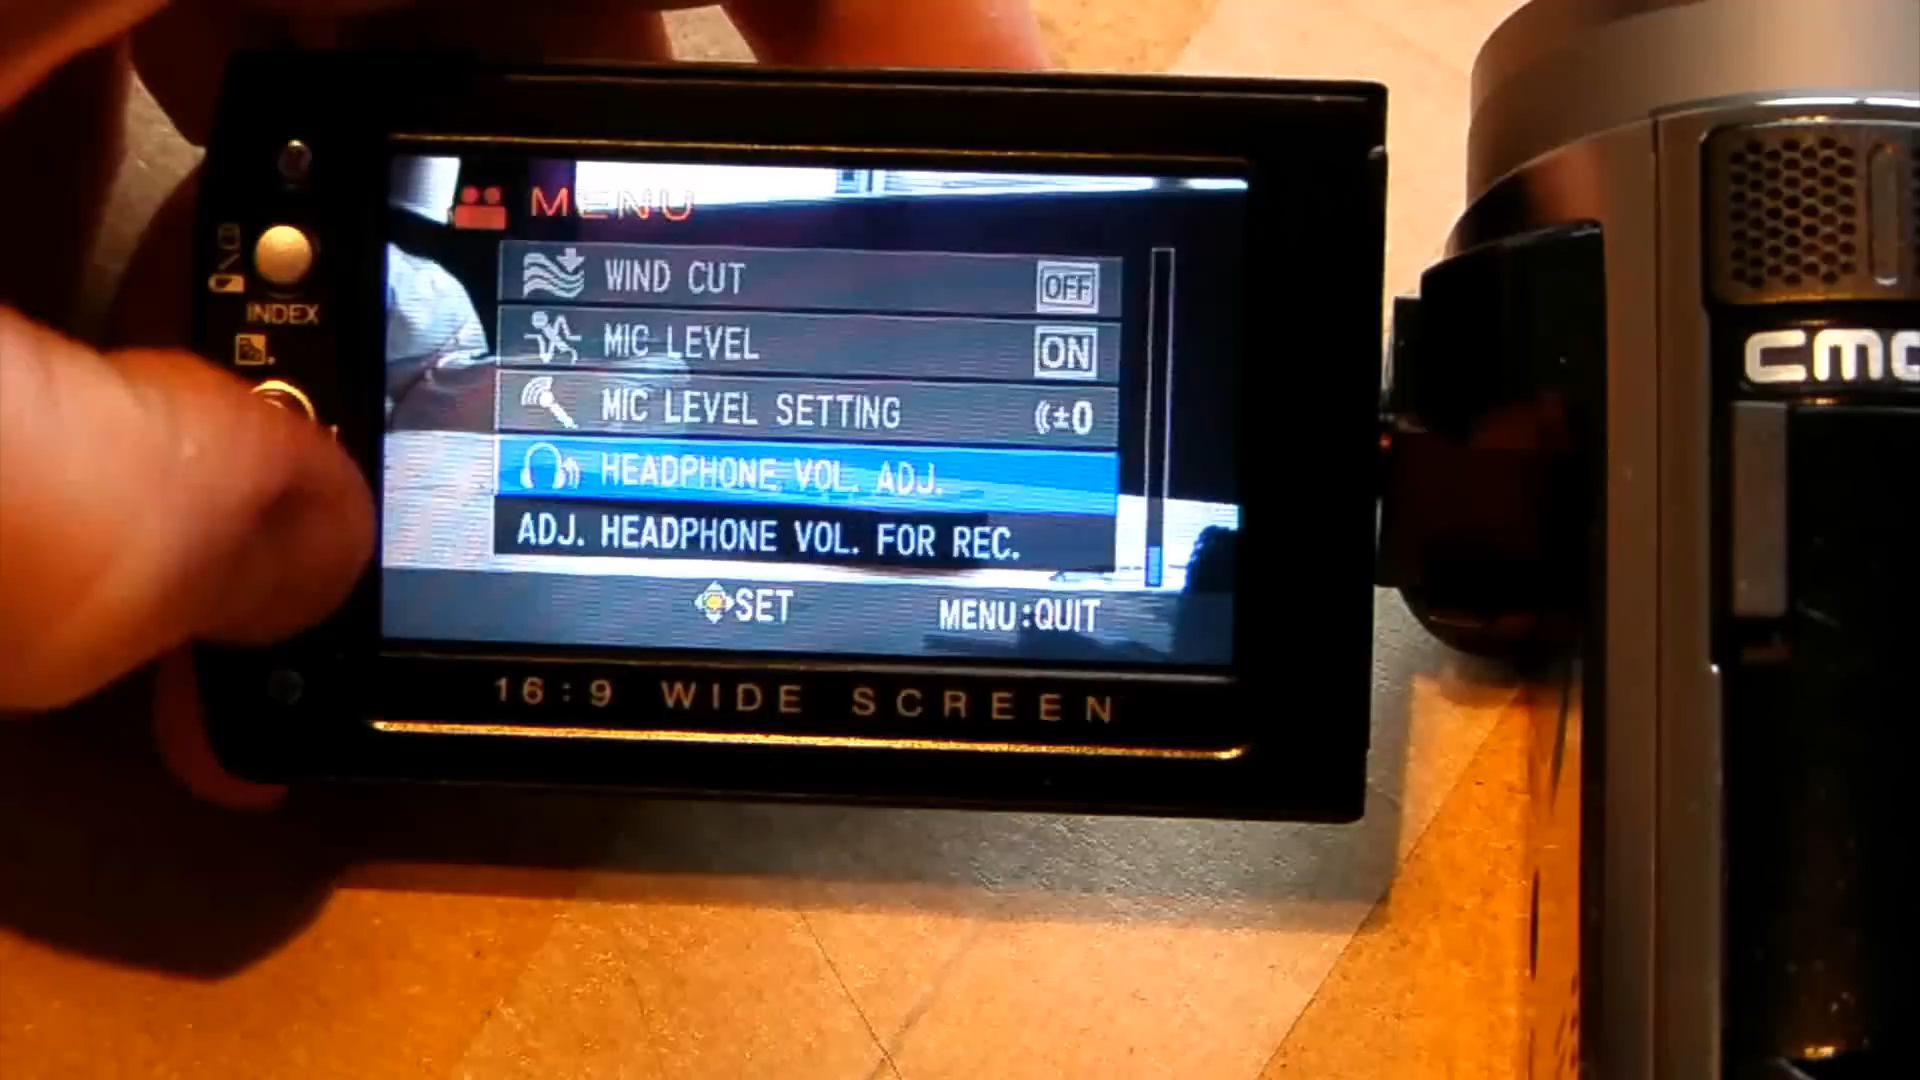 MENU
WIND CUT OFF
MIC LEVEL ON
MIC LEVEL SETTING ±0
HEADPHONE VOL. ADJ.
ADJ. HEADPHONE VOL. FOR REC.
SET MENU:QUIT
INDEX
16:9 WIDE SCREEN